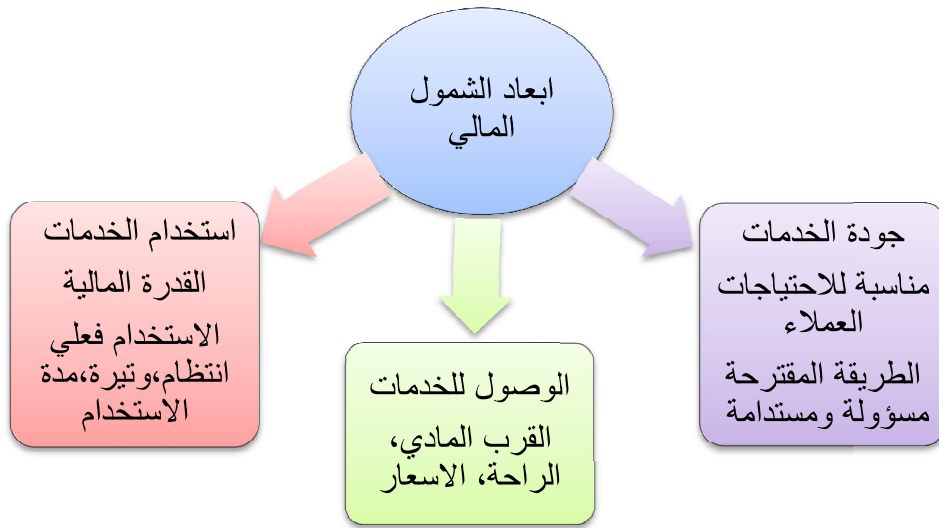 ابعاد الشمول
المالي
جودة الخدمات
مناسبة للاحتياجات
العملاء
الطريقة المقترحة
مسؤولة ومستدامة
الوصول للخدمات
القرب المادي،
الراحة، الاسعار
استخدام الخدمات
القدرة المالية
الاستخدام فعلي
انتظام،وتيرة،مدة
الاستخدام